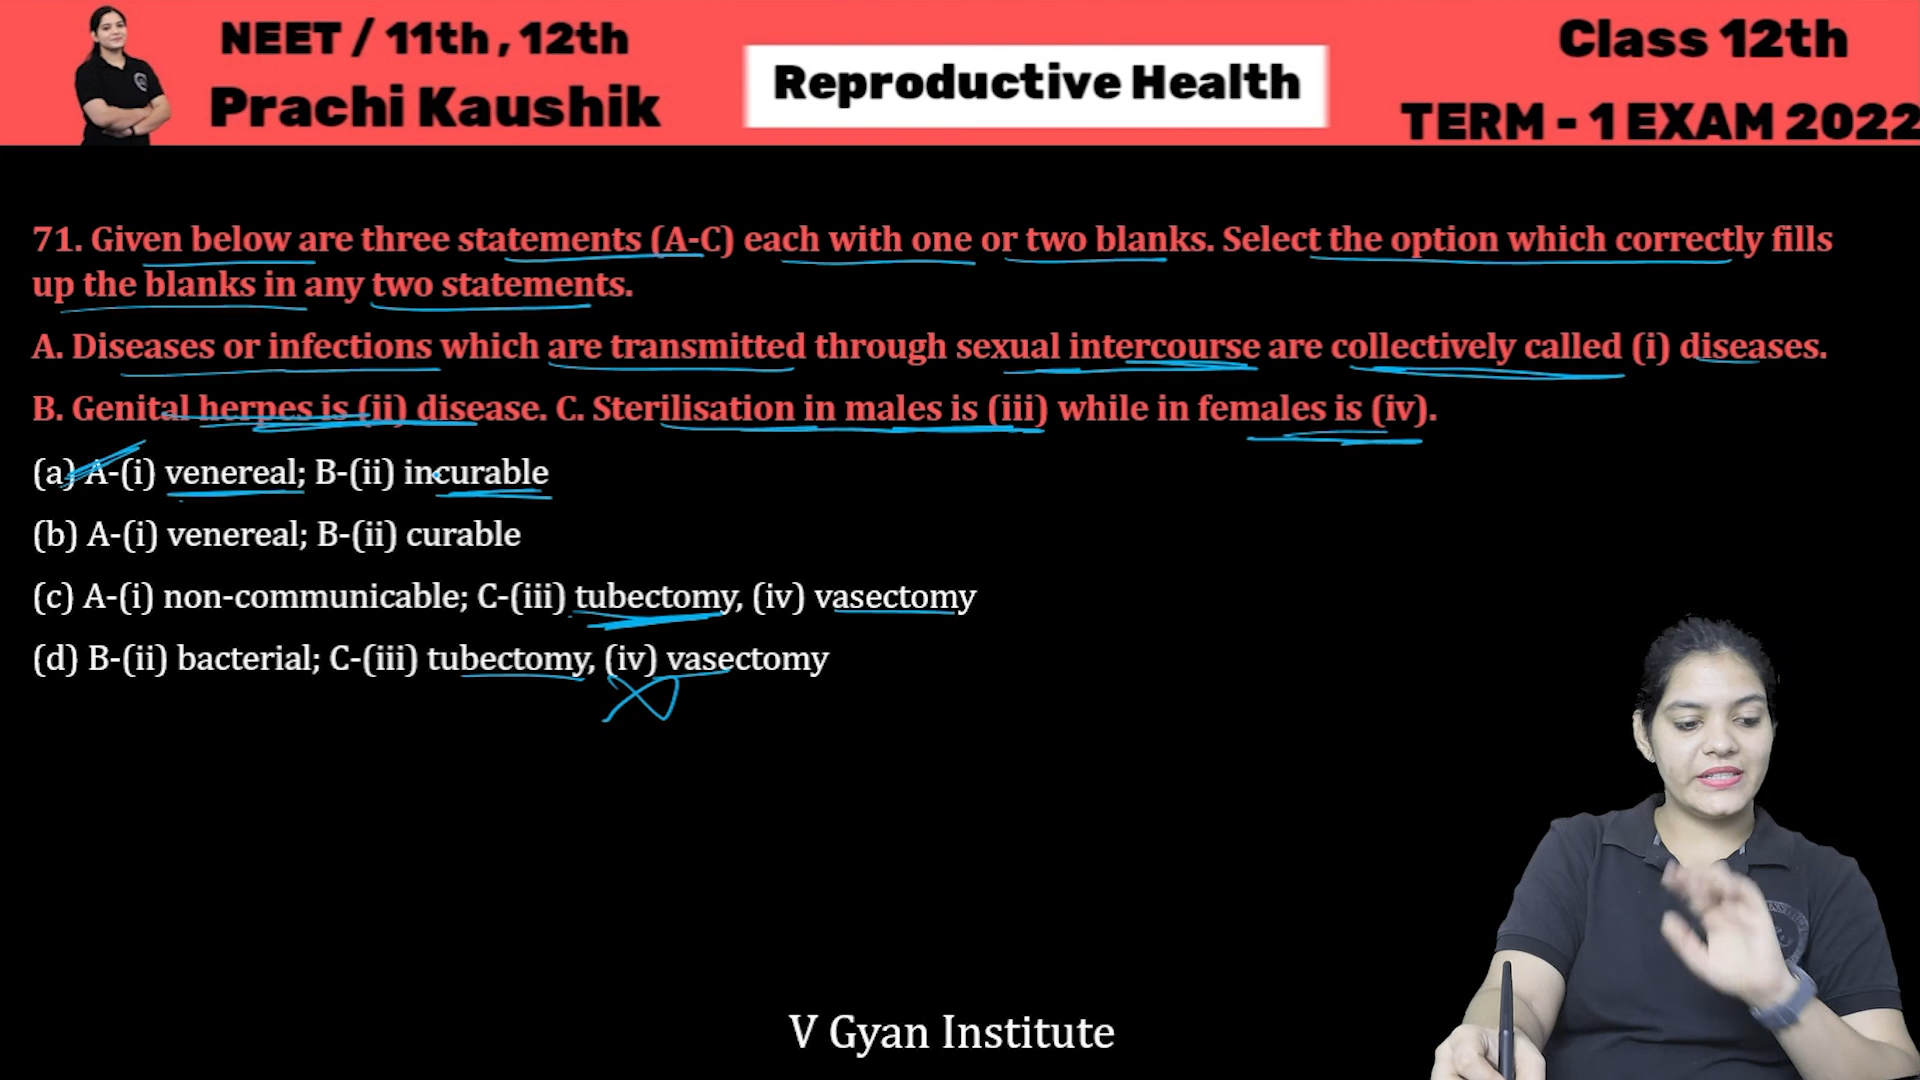 NEET / 11th , 12th
Prachi Kaushik
Reproductive Health
Class 12th
TERM - 1 EXAM 2022
71. Given below are three statements (A-C) each with one or two blanks. Select the option which correctly fills
up the blanks in any two statements.
A. Diseases or infections which are transmitted through sexual intercourse are collectively called (i) diseases.
B. Genital herpes is (ii) disease. C. Sterilisation in males is (iii) while in females is (iv).
(a) A-(i) venereal; B-(ii) incurable
(b) A-(i) venereal; B-(ii) curable
(c) A-(i) non-communicable; C-(iii) tubectomy, (iv) vasectomy
(d) B-(ii) bacterial; C-(iii) tubectomy, (iv) vasectomy
V Gyan Institute